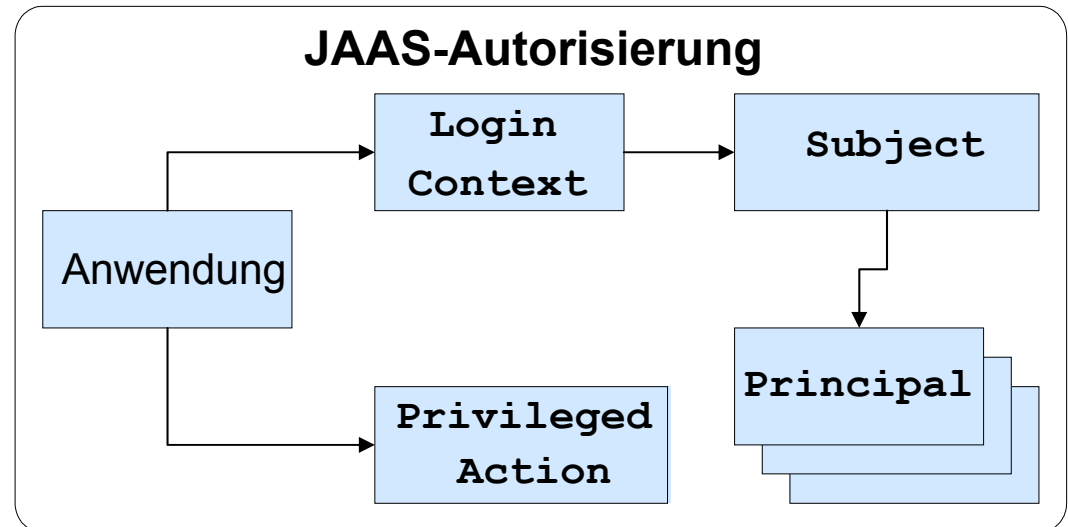 JAAS-Autorisierung
Login
Context
Subject
Anwendung
Principal
Privileged
Action